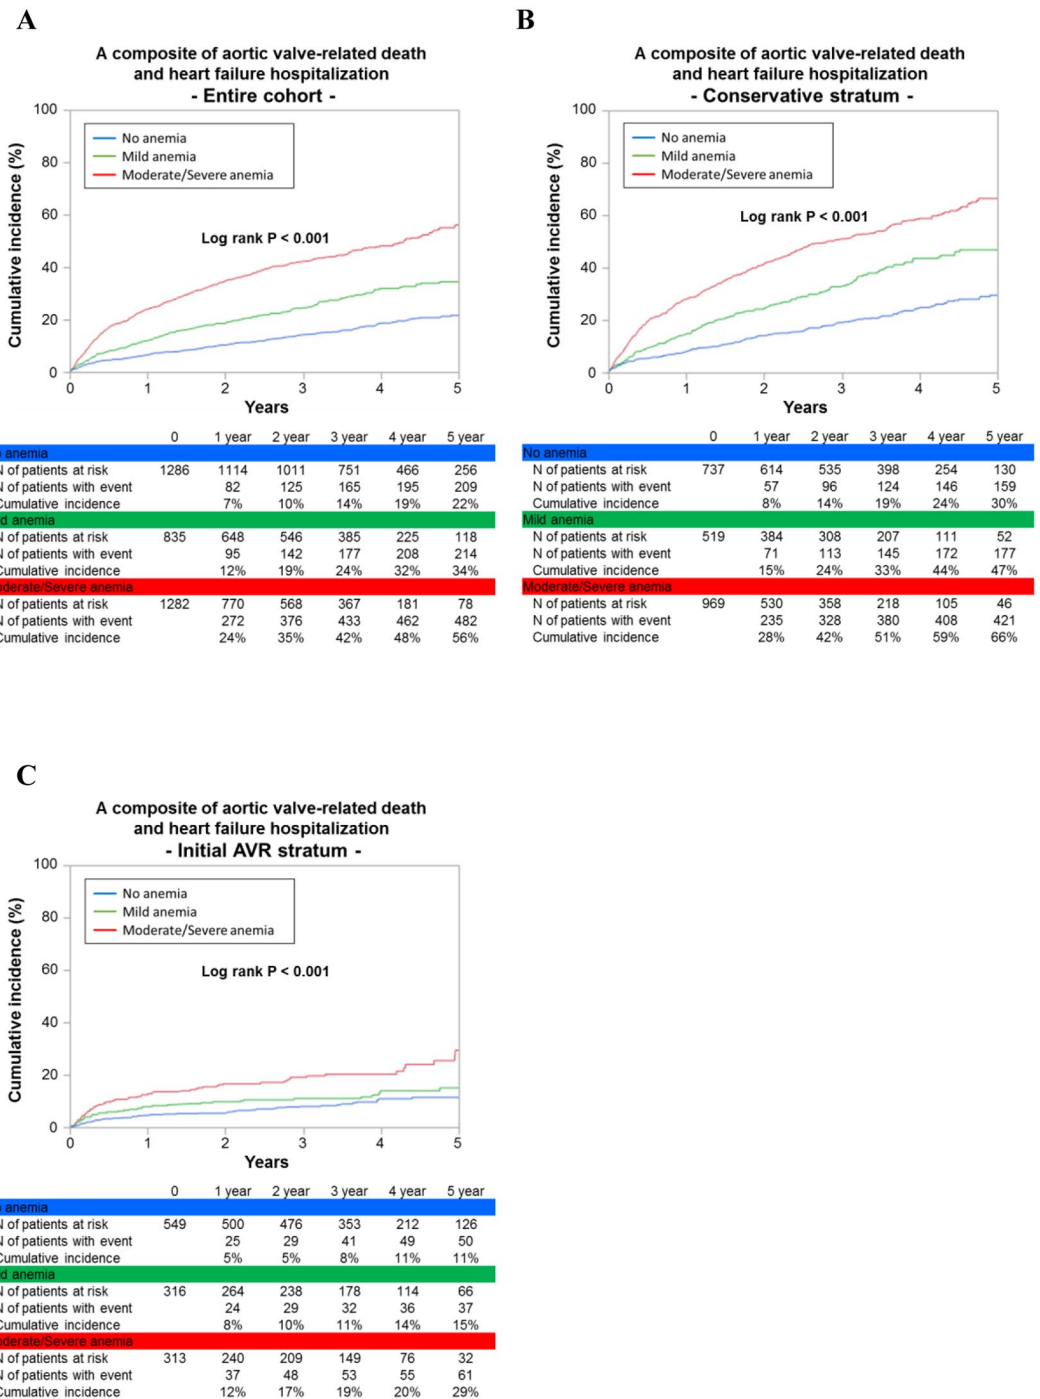 A
A composite of aortic valve-related death
and heart failure hospitalization
- Entire cohort -
Cumulative incidence (%)
100
80
60
40
20
0
No anemia
Mild anemia
Moderate/Severe anemia
Log rank P < 0.001
0 1 2 3 4 5
Years
0 1 year 2 year 3 year 4 year 5 year
anemia
N of patients at risk 1286 1114 1011 751 466 256
N of patients with event 82 125 165 195 209
Cumulative incidence 7% 10% 14% 19% 22%
anemia
N of patients at risk 835 648 546 385 225 118
N of patients with event 95 142 177 208 214
Cumulative incidence 12% 19% 24% 32% 34%
oderate/Severe anemia
N of patients at risk 1282 770 568 367 181 78
N of patients with event 272 376 433 462 482
Cumulative incidence 24% 35% 42% 48% 56%
B
A composite of aortic valve-related death
and heart failure hospitalization
- Conservative stratum -
Cumulative incidence (%)
100
80
60
40
20
0
No anemia
Mild anemia
Moderate/Severe anemia
Log rank P < 0.001
0 1 2 3 4 5
Years
0 1 year 2 year 3 year 4 year 5 year
No anemia
N of patients at risk 737 614 535 398 254 130
N of patients with event 57 96 124 146 159
Cumulative incidence 8% 14% 19% 24% 30%
Mild anemia
N of patients at risk 519 384 308 207 111 52
N of patients with event 71 113 145 172 177
Cumulative incidence 15% 24% 33% 44% 47%
Moderate/Severe anemia
N of patients at risk 969 530 358 218 105 46
N of patients with event 235 328 380 408 421
Cumulative incidence 28% 42% 51% 59% 66%
C
A composite of aortic valve-related death
and heart failure hospitalization
- Initial AVR stratum -
Cumulative incidence (%)
100
80
60
40
20
0
No anemia
Mild anemia
Moderate/Severe anemia
Log rank P < 0.001
0 1 2 3 4 5
Years
0 1 year 2 year 3 year 4 year 5 year
anemia
N of patients at risk 549 500 476 353 212 126
N of patients with event 25 29 41 49 50
Cumulative incidence 5% 5% 8% 11% 11%
anemia
N of patients at risk 316 264 238 178 114 66
N of patients with event 24 29 32 36 37
Cumulative incidence 8% 10% 11% 14% 15%
oderate/Severe anemia
N of patients at risk 313 240 209 149 76 32
N of patients with event 37 48 53 55 61
Cumulative incidence 12% 17% 19% 20% 29%